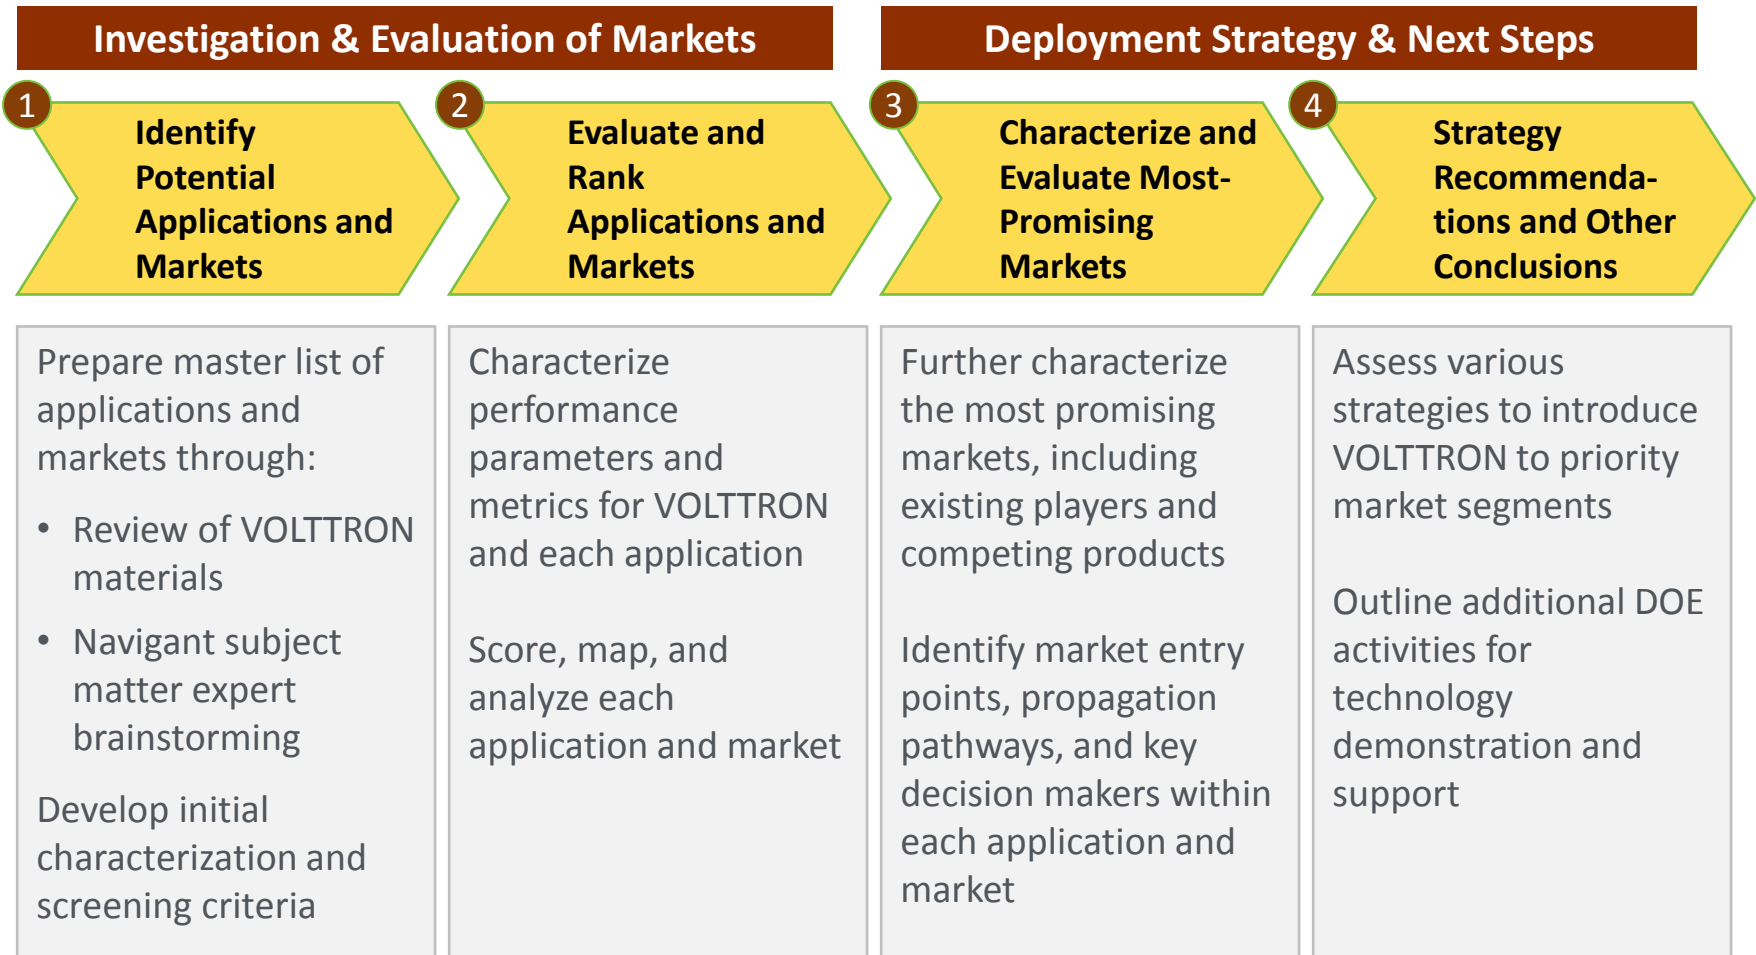 Investigation & Evaluation of Markets
Deployment Strategy & Next Steps
1
Identify
Potential
Applications and
Markets
2
Evaluate and
Rank
Applications and
Markets
3
Characterize and
Evaluate Most-
Promising
Markets
4
Strategy
Recommenda-
tions and Other
Conclusions
Prepare master list of
applications and
markets through:
• Review of VOLTTRON
materials
• Navigant subject
matter expert
brainstorming
Develop initial
characterization and
screening criteria
Characterize
performance
parameters and
metrics for VOLTTRON
and each application
Score, map, and
analyze each
application and market
Further characterize
the most promising
markets, including
existing players and
competing products
Identify market entry
points, propagation
pathways, and key
decision makers within
each application and
market
Assess various
strategies to introduce
VOLTTRON to priority
market segments
Outline additional DOE
activities for
technology
demonstration and
support